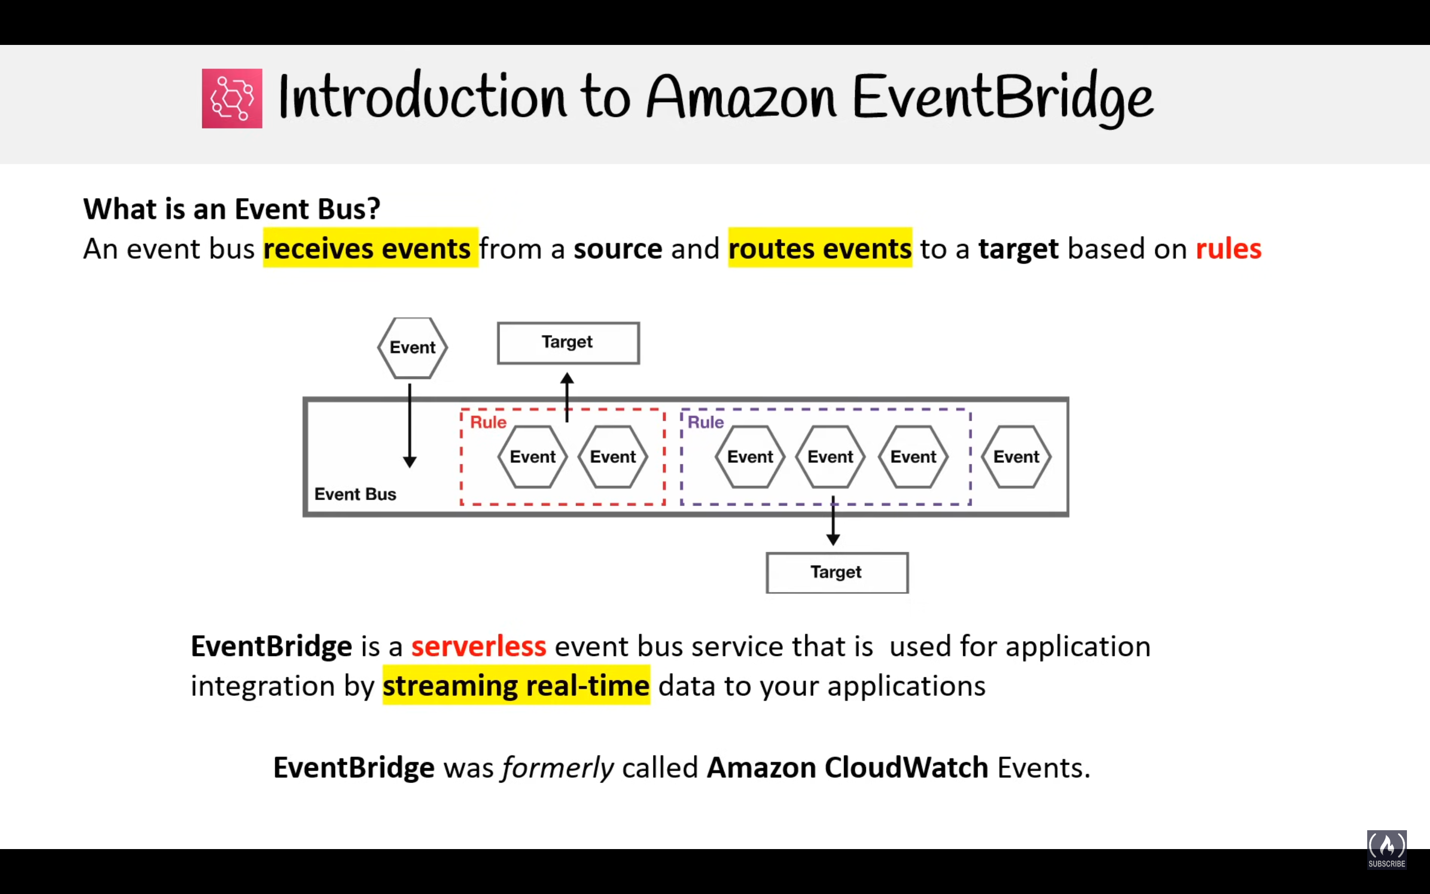 Introduction to Amazon EventBridge
What is an Event Bus?
An event bus receives events from a source and routes events to a target based on rules
Event
Target
Rule
Event
Event
Rule
Event
Event
Event
Event
Event Bus
Target
EventBridge is a serverless event bus service that is used for application
integration by streaming real-time data to your applications
EventBridge was formerly called Amazon CloudWatch Events.
SUBSCRIBE